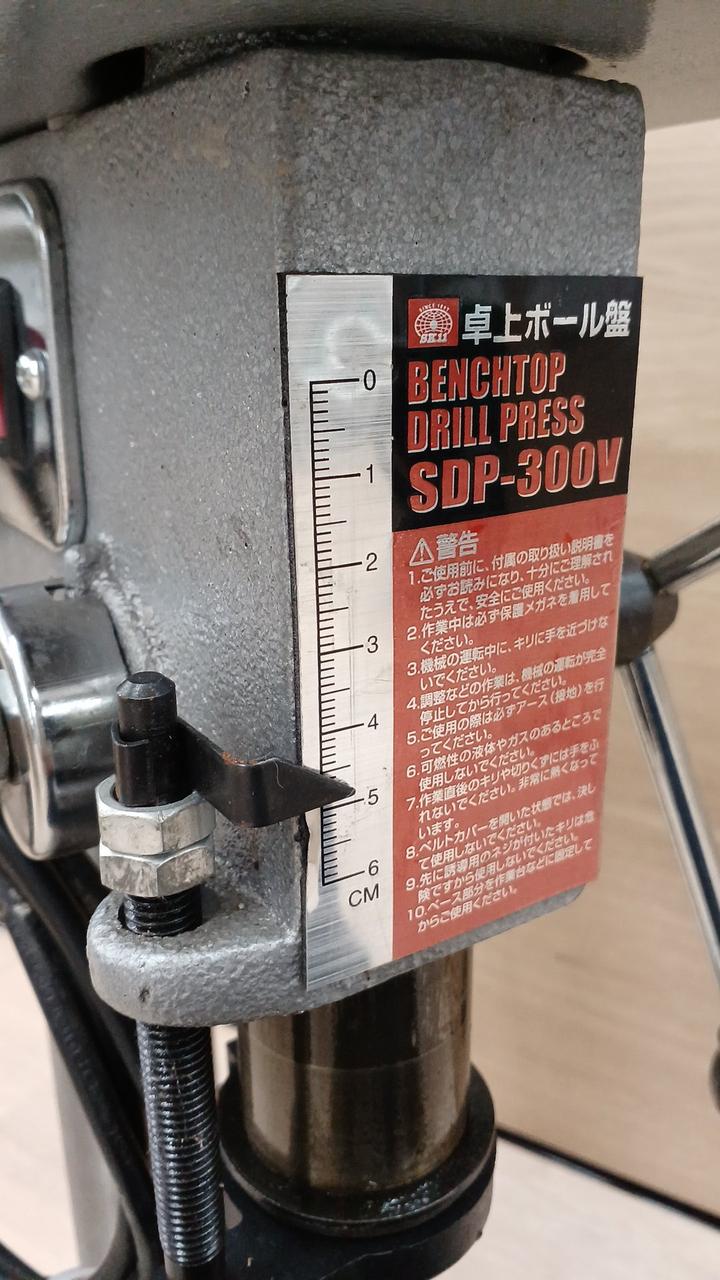 SINCE 1967
SK11
卓上ボール盤
BENCHTOP
DRILL PRESS
SDP-300V
0
1
2
3
4
5
6
CM
警告
1.ご使用前に、付属の取り扱い説明書を
必ずお読みになり、十分にご理解され
たうえで、安全にご使用ください。
2.作業中は必ず保護メガネを着用して
ください。
3.機械の運転中に、キリに手を近づけな
いでください。
4.調整などの作業は、機械の運転が完全
停止してから行ってください。
5.ご使用の際は必ずアース(接地)を行
ってください。
6.可燃性の液体やガスのあるところで
使用しないでください。
7.作業直後のキリや切りくずには手をふ
れないでください。非常に熱くなって
います。
8.ベルトカバーを開いた状態では、決し
て使用しないでください。
9.先に誘導用のネジが付いたキリは危
険ですから使用しないでください。
10.ベース部分を作業台などに固定して
からご使用ください。